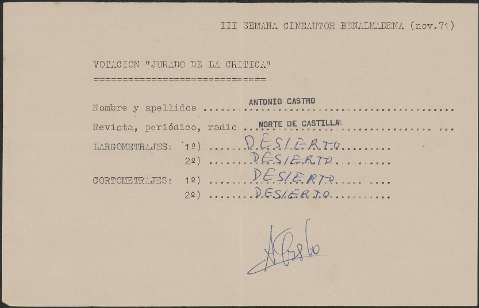 III SEMANA CINEAUTOR BENALMADENA (nov.71)
VOTACION "JURADO DE LA CRITICA"
==============================
Nombre y apellidos ...... ANTONIO CASTRO
Revista, periódico, radio .. NORTE DE CASTILLA
LARGOMETRAJES: 1º) ...... DESIERTO
2º) ...... DESIERTO
CORTOMETRAJES: 1º) ...... DESIERTO
2º) ...... DESIERTO